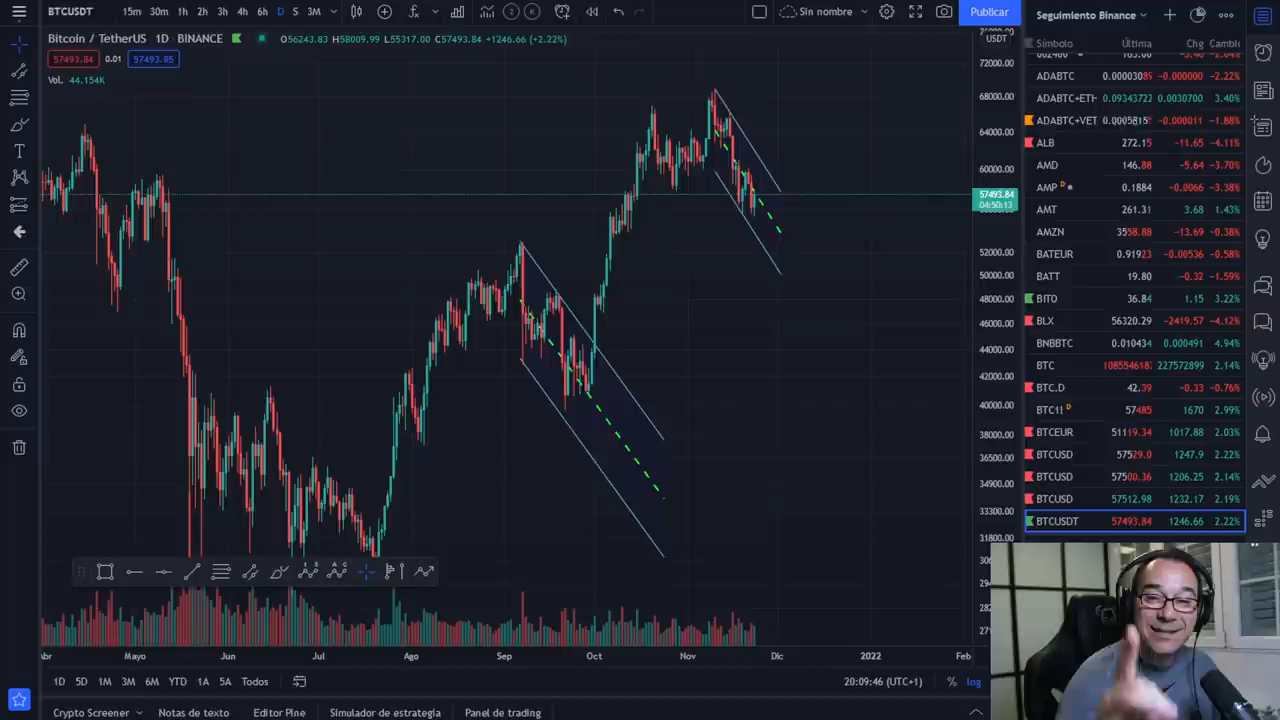 BTCUSDT 15m 30m 1h 2h 3h 4h 6h D S 3M Sin nombre Publicar
Bitcoin / TetherUS 1D BINANCE O56243.83 H58009.99 L55317.00 C57493.84 +1246.66 (+2.22%)
57493.84 0.01 57493.85
Vol. 44.154K
USDT
72000.00
68000.00
64000.00
60000.00
57493.84
04:50:13
52000.00
50000.00
48000.00
46000.00
44000.00
42000.00
40000.00
38000.00
36500.00
34900.00
33300.00
31800.00
Mayo Jun Jul Ago Sep Oct Nov Dic 2022 Feb
1D 5D 1M 3M 6M YTD 1A 5A Todos 20:09:46 (UTC+1) % log
Crypto Screener Notas de texto Editor Pine Simulador de estrategia Panel de trading
Seguimiento Binance
Símbolo Última Chg Cambi
ADABTC 0.00003089 -0.000000 -2.22%
ADABTC+ETH 0.09343722 0.0030700 3.40%
ADABTC+VET 0.0005815 -0.000011 -1.88%
ALB 272.15 -11.65 -4.11%
AMD 146.88 -5.64 -3.70%
AMP D 0.1884 -0.0066 -3.38%
AMT 261.31 3.68 1.43%
AMZN 3558.88 -13.69 -0.38%
BATEUR 0.91923 -0.00536 -0.58%
BATT 19.80 -0.32 -1.59%
BITO 36.84 1.15 3.22%
BLX 56320.29 -2419.57 -4.12%
BNBBTC 0.010434 0.000491 4.94%
BTC 227572899 2.14%
BTC.D 42.39 -0.33 -0.76%
BTC1! D 57485 1670 2.99%
BTCEUR 51119.34 1017.88 2.03%
BTCUSD 57529.0 1247.9 2.22%
BTCUSD 57500.36 1206.25 2.14%
BTCUSD 57512.98 1232.17 2.19%
BTCUSDT 57493.84 1246.66 2.22%